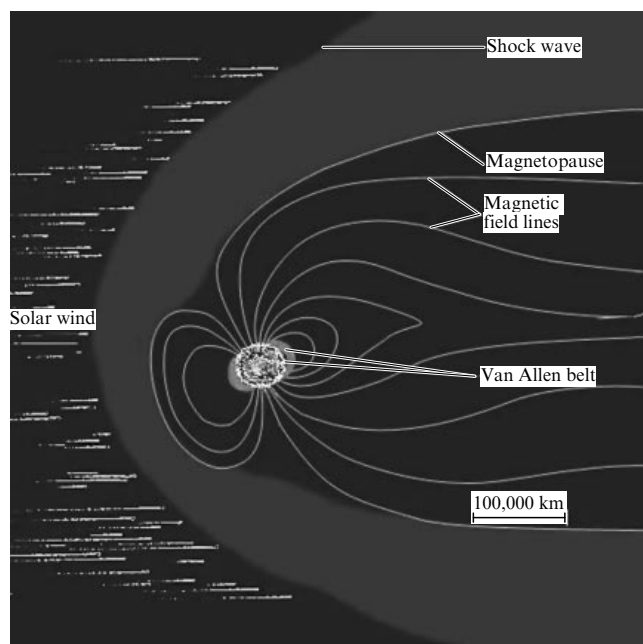 Shock wave
Magnetopause
Magnetic
field lines
Solar wind
Van Allen belt
100,000 km